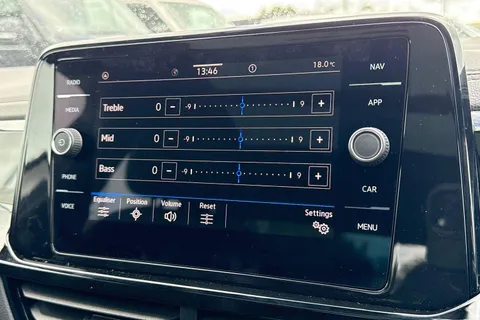 RADIO
MEDIA
PHONE
VOICE
13:46
18.0°C
Treble 0 - -9 9 +
Mid 0 - -9 9 +
Bass 0 - -9 9 +
Equaliser Position Volume Reset Settings
NAV
APP
CAR
MENU